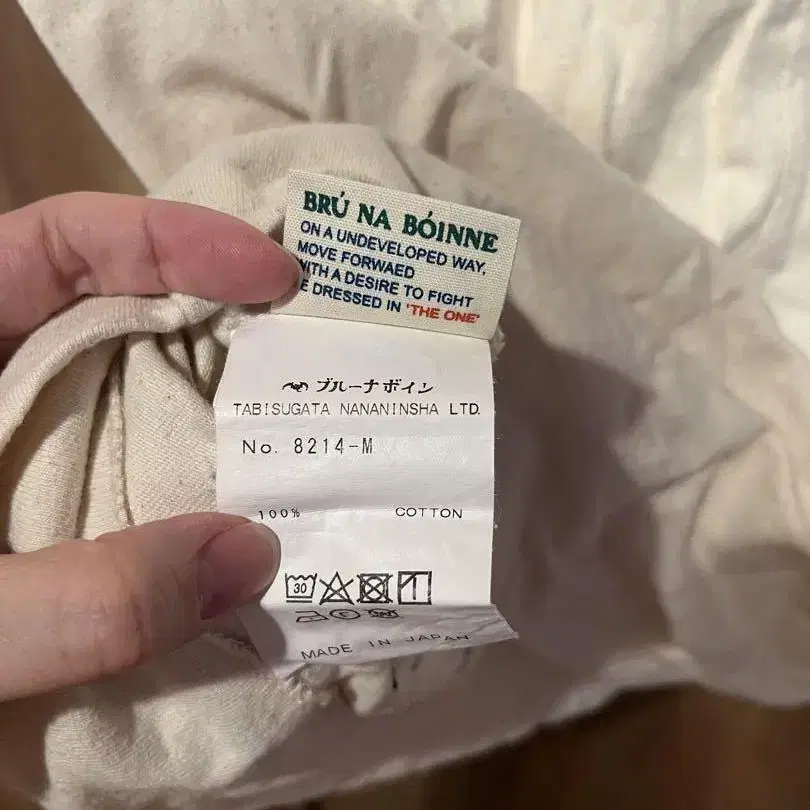 BRÚ NA BÓINNE
ON A UNDEVELOPED WAY,
MOVE FORWAED
WITH A DESIRE TO FIGHT
E DRESSED IN 'THE ONE'
ブルーナボイン
TABISUGATA NANANINSHA LTD.
No. 8214-M
100% COTTON
30
MADE IN JAPAN